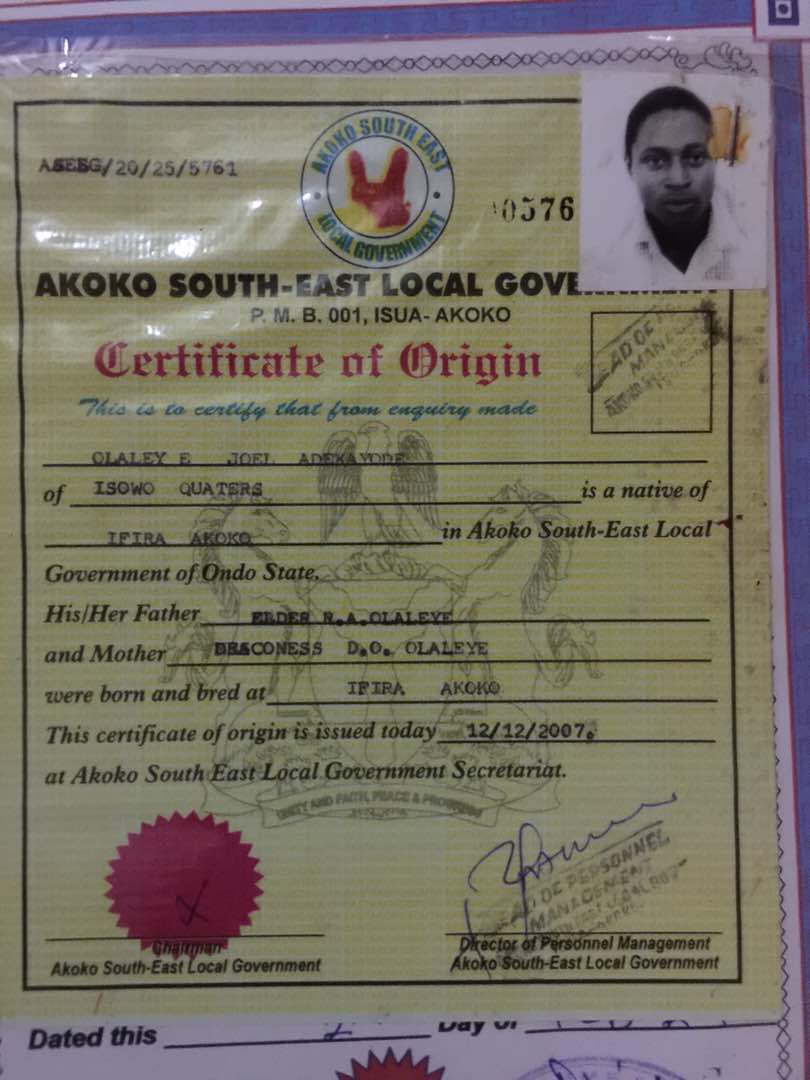 ASESG/20/25/5761
AKOKO SOUTH EAST
LOCAL GOVERNMENT
0576
AKOKO SOUTH-EAST LOCAL GOVERNMENT
P. M. B. 001, ISUA- AKOKO
Certificate of Origin
This is to certify that from enquiry made
OLALEY E JOEL ADEKAYODE
of ISOWO QUATERS is a native of
IFIRA AKOKO in Akoko South-East Local
Government of Ondo State.
His/Her Father ELDER R.A.OLALEYE
and Mother DEACONESS D.O. OLALEYE
were born and bred at IFIRA AKOKO
This certificate of origin is issued today 12/12/2007.
at Akoko South East Local Government Secretariat.
UNITY AND FAITH, PEACE & PROGRESS
HEAD OF PERSONNEL
MANAGEMENT
Chairman
Akoko South-East Local Government
Director of Personnel Management
Akoko South-East Local Government
Dated this Day of